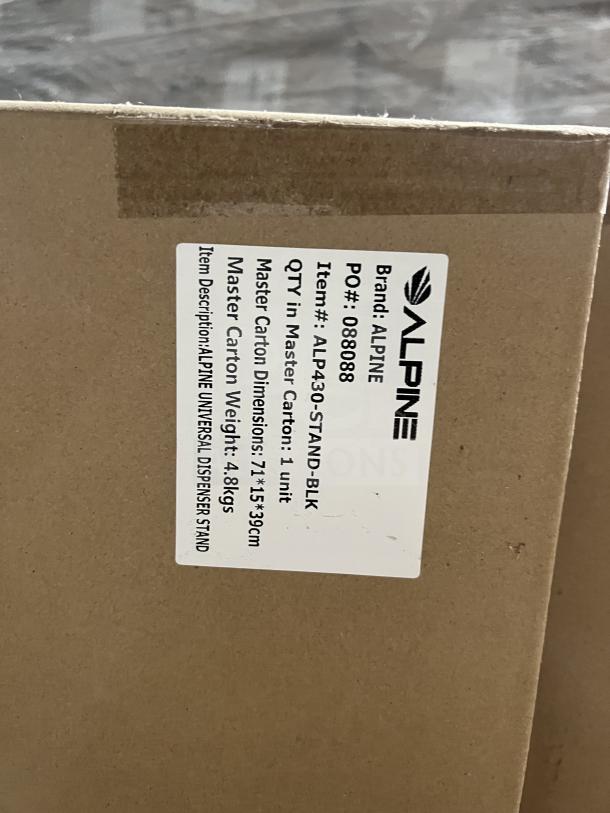 ALPINE
Brand: ALPINE
PO#: 088088
Item#: ALP430-STAND-BLK
QTY in Master Carton: 1 unit
Master Carton Dimensions: 71*15*39cm
Master Carton Weight: 4.8kgs
Item Description:ALPINE UNIVERSAL DISPENSER STAND